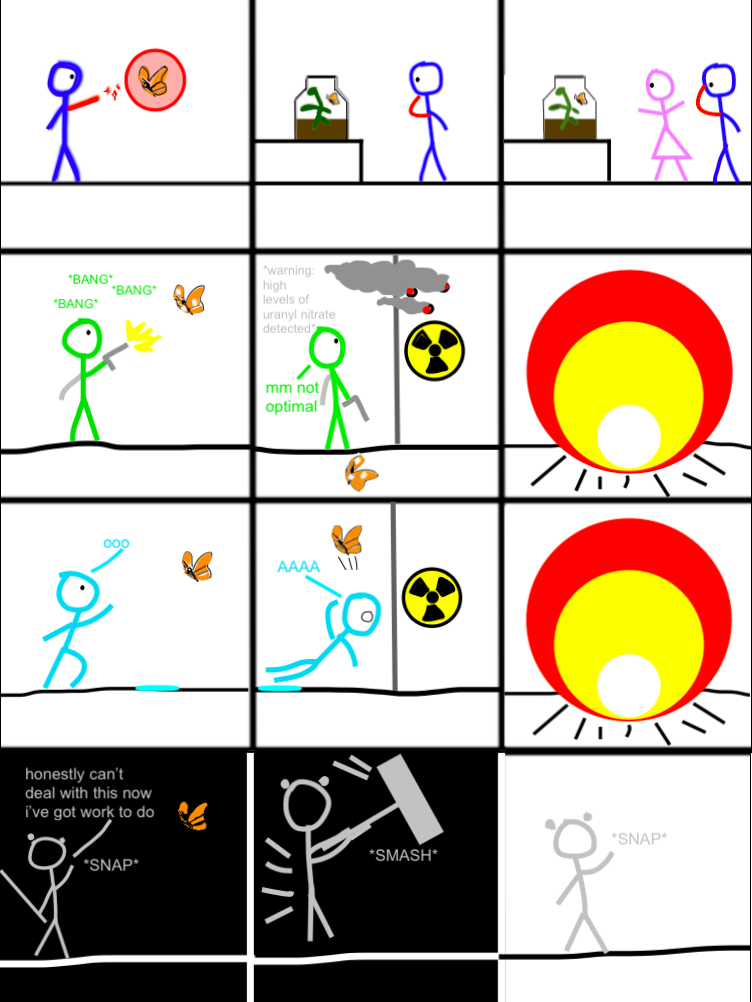 *BANG*
*BANG*
*BANG*
*warning:
high
levels of
uranyl nitrate
detected*
mm not
optimal
ooo
AAAA
honestly can't
deal with this now
i've got work to do
*SNAP*
*SMASH*
*SNAP*